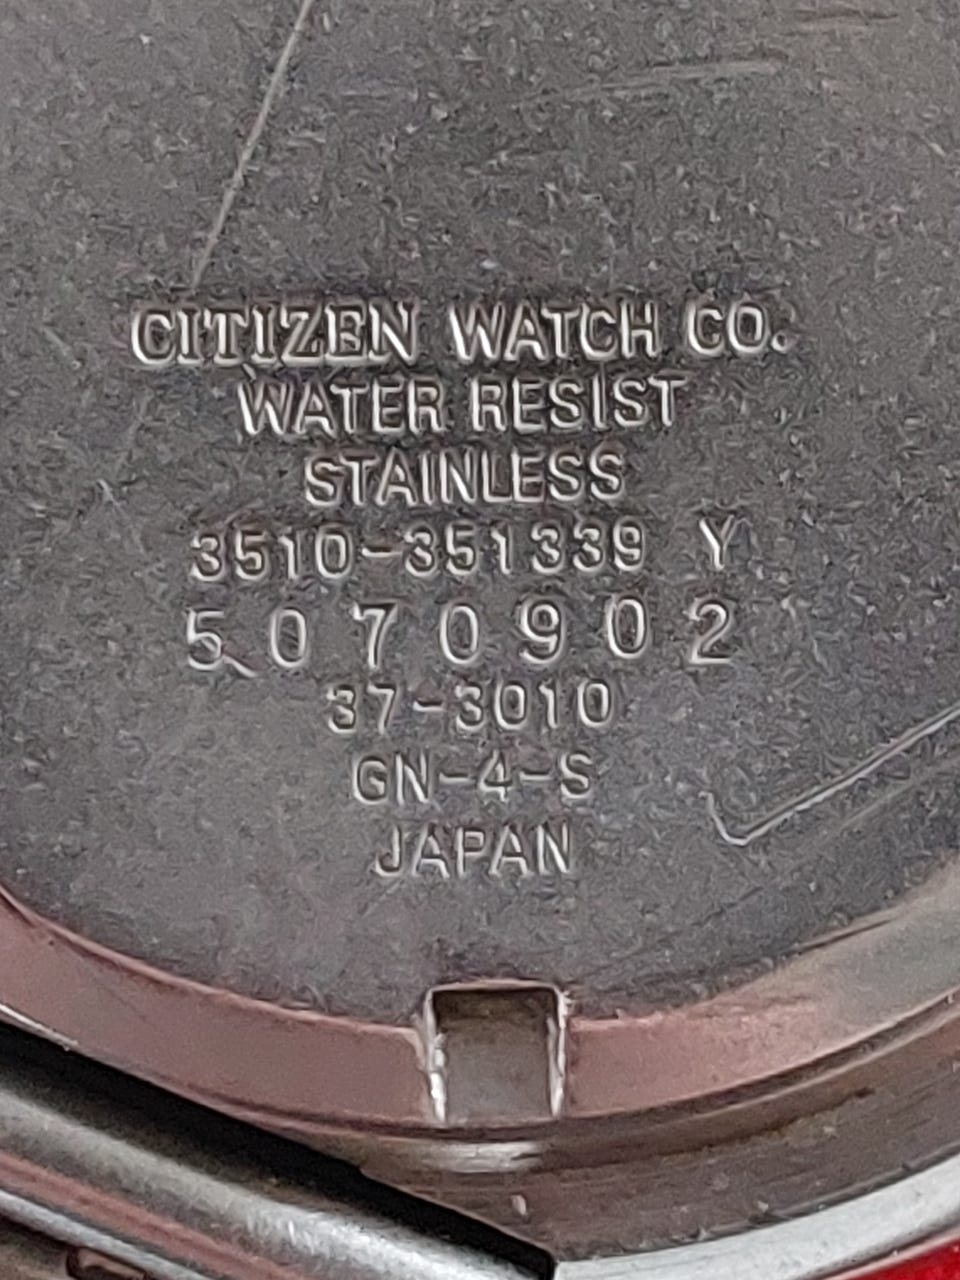 CITIZEN WATCH CO.
WATER RESIST
STAINLESS
3510-351339 Y
5070902
37-3010
GN-4-S
JAPAN